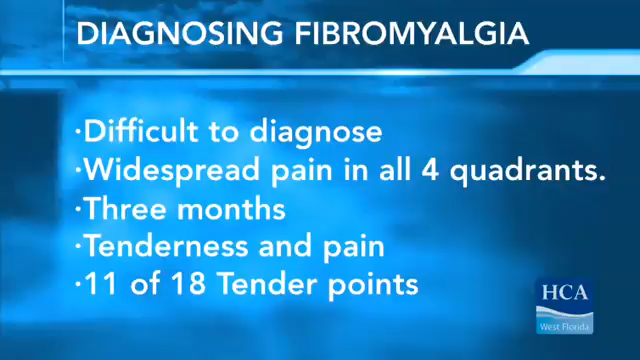 DIAGNOSING FIBROMYALGIA
·Difficult to diagnose
·Widespread pain in all 4 quadrants.
·Three months
·Tenderness and pain
·11 of 18 Tender points
HCA
West Florida